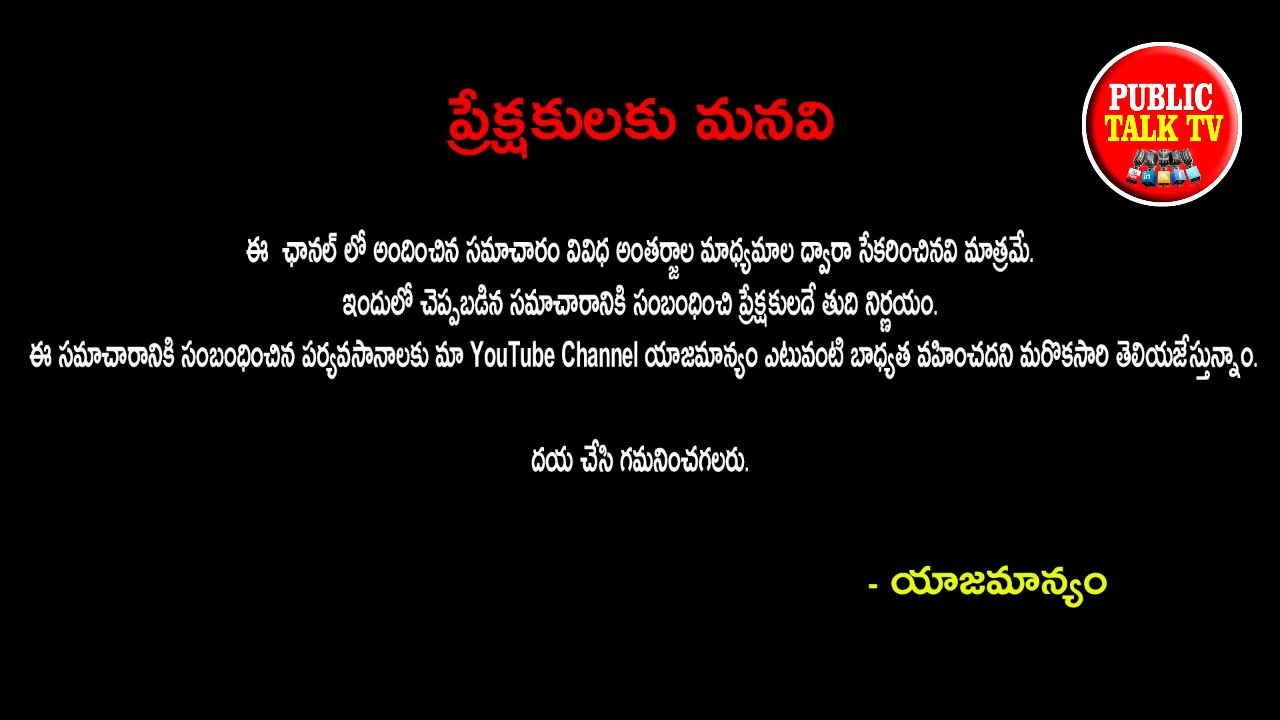 PUBLIC
TALK TV
ప్రేక్షకులకు మనవి
ఈ ఛానల్ లో అందించిన సమాచారం వివిధ అంతర్జాల మాధ్యమాల ద్వారా సేకరించినవి మాత్రమే.
ఇందులో చెప్పబడిన సమాచారానికి సంబంధించి ప్రేక్షకులదే తుది నిర్ణయం.
ఈ సమాచారానికి సంబంధించిన పర్యవసానాలకు మా YouTube Channel యాజమాన్యం ఎటువంటి బాధ్యత వహించదని మరొకసారి తెలియజేస్తున్నాం.
దయ చేసి గమనించగలరు.
- యాజమాన్యం